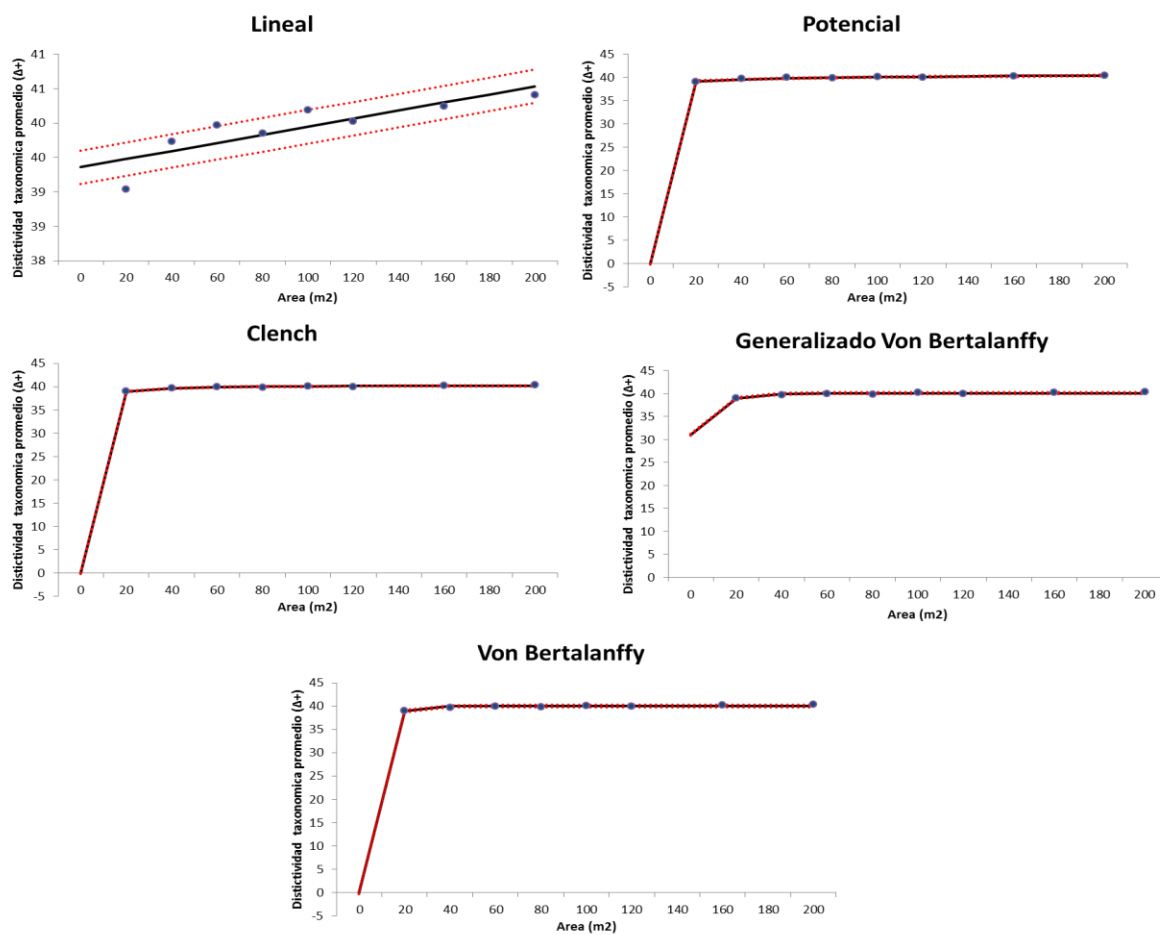 Lineal
Distictividad taxonomica promedio (Δ+)
41
41
40
40
39
39
38
0 20 40 60 80 100 120 140 160 180 200
Area (m2)
Potencial
Distictividad taxonomica promedio (Δ+)
45
40
35
30
25
20
15
10
5
0
-5
0 20 40 60 80 100 120 140 160 180 200
Area (m2)
Clench
Distictividad taxonomica promedio (Δ+)
45
40
35
30
25
20
15
10
5
0
-5
0 20 40 60 80 100 120 140 160 180 200
Area (m2)
Generalizado Von Bertalanffy
Distictividad taxonomica promedio (Δ+)
45
40
35
30
25
20
15
10
5
0
0 20 40 60 80 100 120 140 160 180 200
Area (m2)
Von Bertalanffy
Distictividad taxonomica promedio (Δ+)
45
40
35
30
25
20
15
10
5
0
-5
0 20 40 60 80 100 120 140 160 180 200
Area (m2)